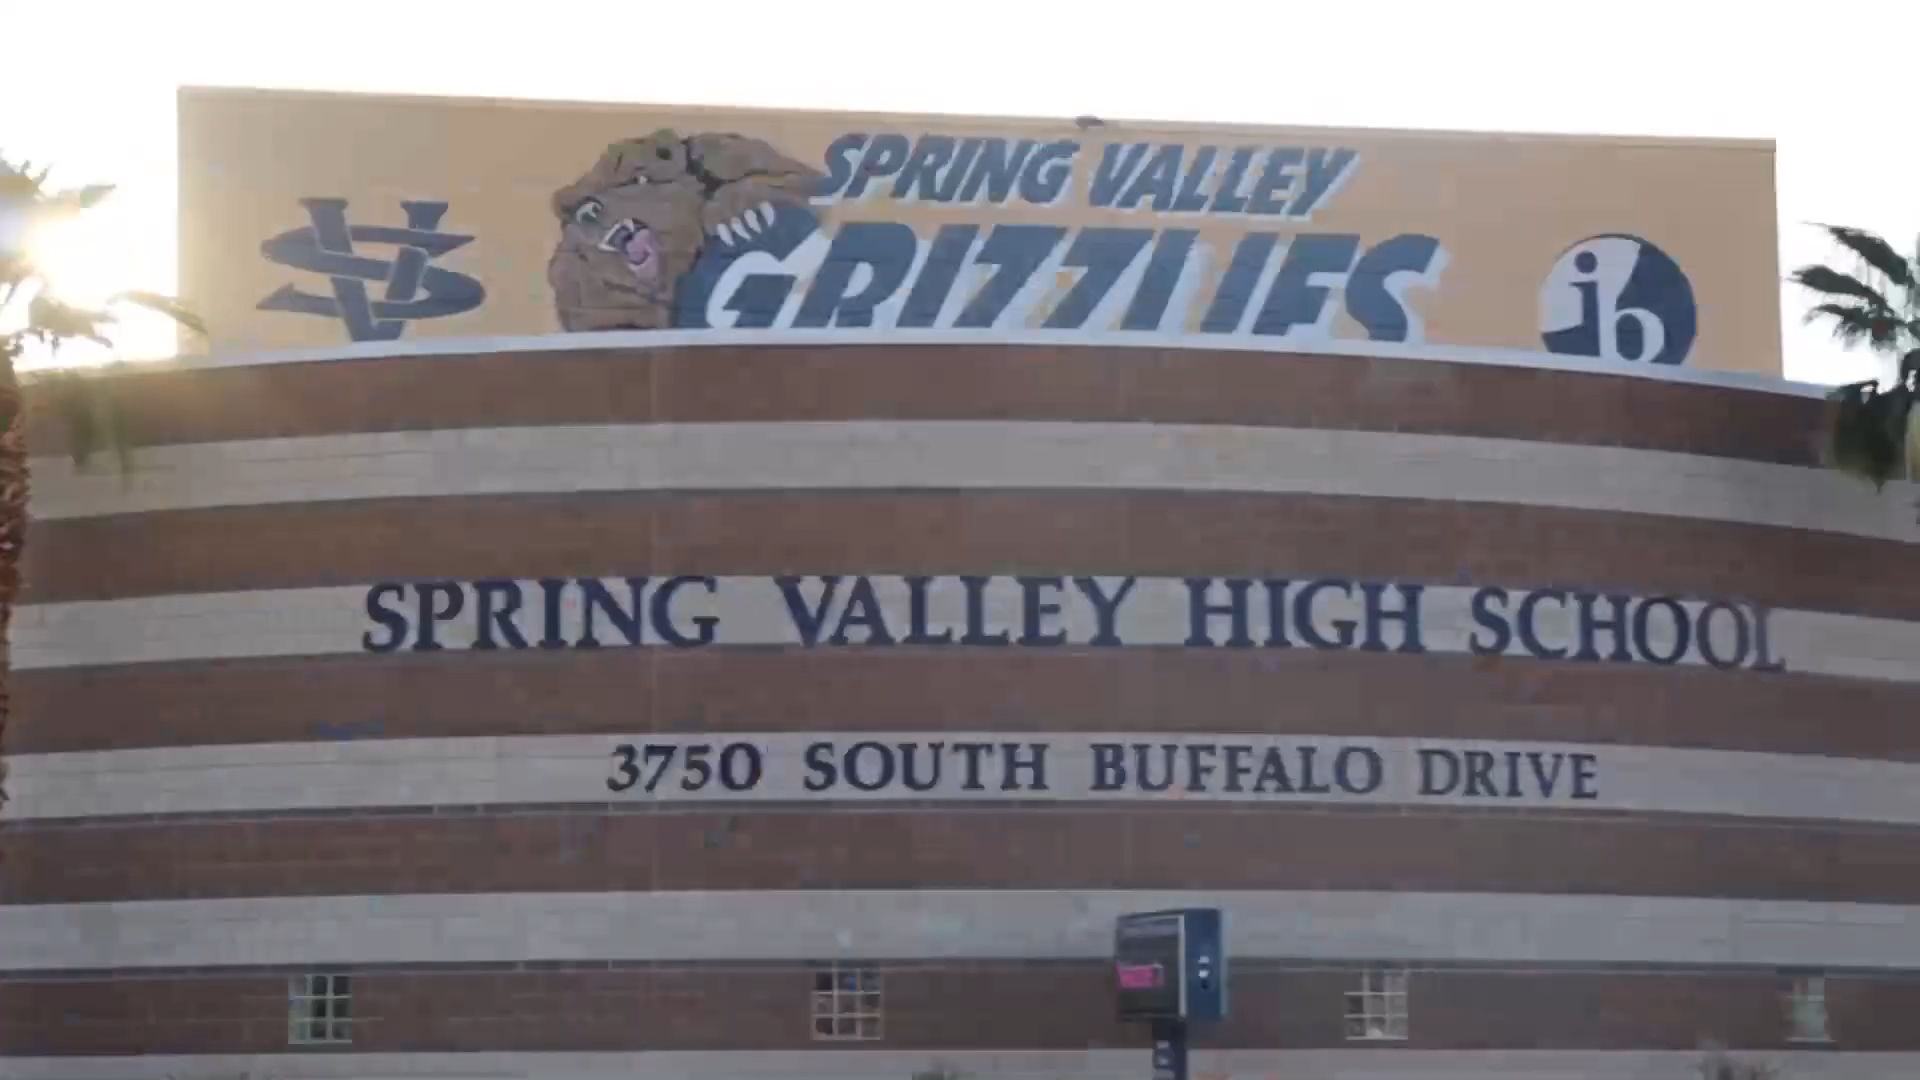 SPRING VALLEY
GRIZZLIES
SV
ib
SPRING VALLEY HIGH SCHOOL
3750 SOUTH BUFFALO DRIVE